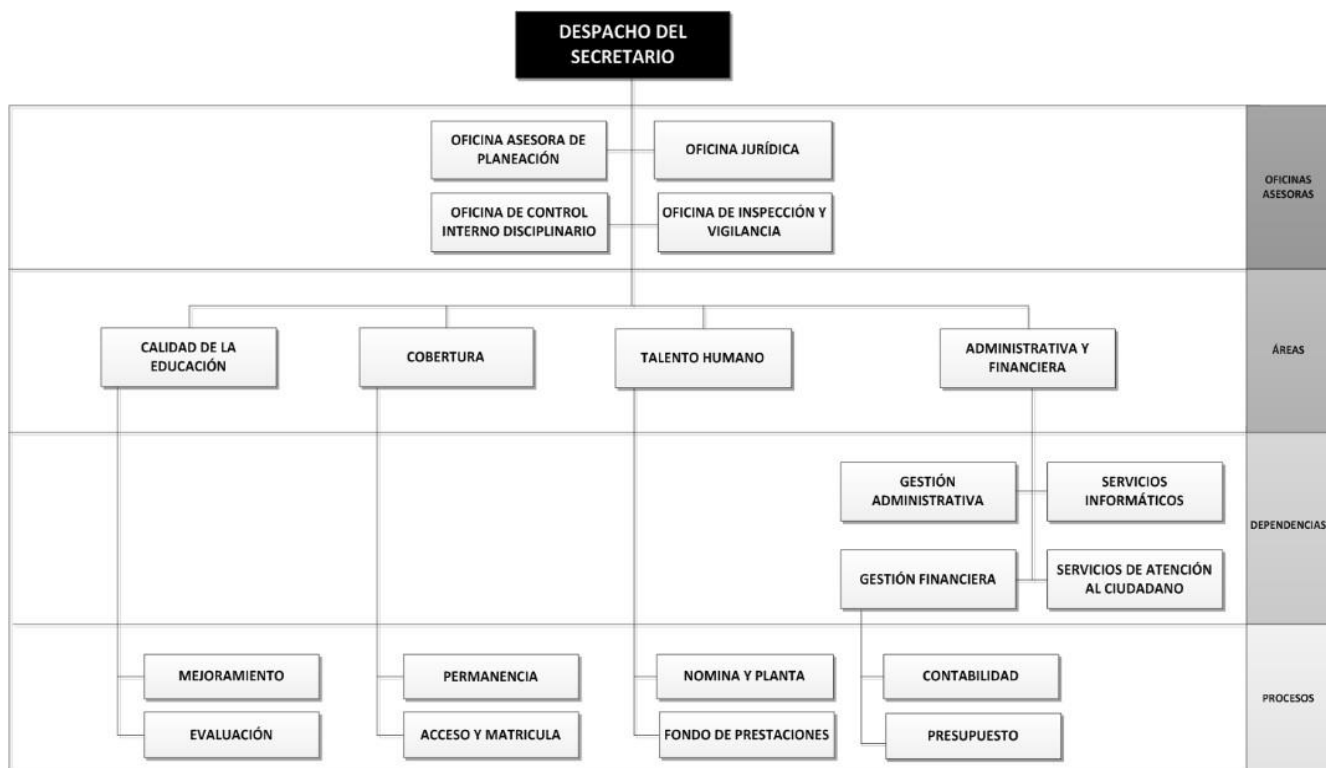 DESPACHO DEL
SECRETARIO
OFICINA ASESORA DE
PLANEACIÓN
OFICINA JURÍDICA
OFICINA DE CONTROL
INTERNO DISCIPLINARIO
OFICINA DE INSPECCIÓN Y
VIGILANCIA
OFICINAS
ASESORAS
CALIDAD DE LA
EDUCACIÓN
COBERTURA
TALENTO HUMANO
ADMINISTRATIVA Y
FINANCIERA
ÁREAS
GESTIÓN
ADMINISTRATIVA
SERVICIOS
INFORMÁTICOS
GESTIÓN FINANCIERA
SERVICIOS DE ATENCIÓN
AL CIUDADANO
DEPENDENCIAS
MEJORAMIENTO
PERMANENCIA
NOMINA Y PLANTA
CONTABILIDAD
EVALUACIÓN
ACCESO Y MATRICULA
FONDO DE PRESTACIONES
PRESUPUESTO
PROCESOS